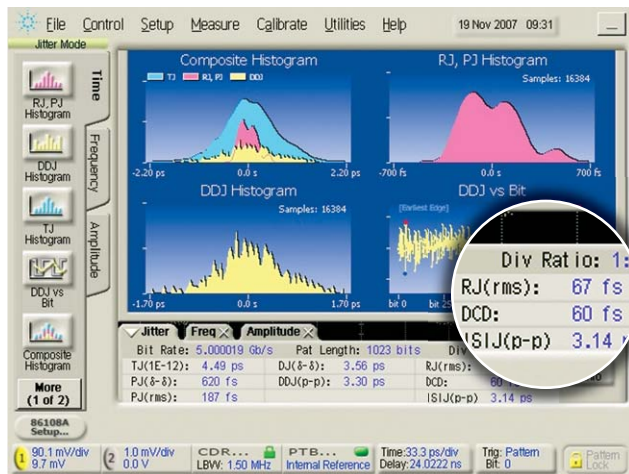 File Control Setup Measure Calibrate Utilities Help 19 Nov 2007 09:31
Jitter Mode
Time
Frequency
Amplitude
RJ, PJ
Histogram
DDJ
Histogram
TJ
Histogram
DDJ vs
Bit
Composite
Histogram
More
(1 of 2)
86108A
Setup...
Composite Histogram
TJ RJ, PJ DDJ
-2.20 ps 0.0 s 2.20 ps
RJ, PJ Histogram
Samples: 16384
-700 fs 0.0 s 700 fs
DDJ Histogram
Samples: 16384
-1.70 ps 0.0 s 1.70 ps
DDJ vs Bit
[Earliest Edge]
bit 0
Div Ratio: 1:
RJ(rms): 67 fs
DCD: 60 fs
ISIJ(p-p) 3.14
Jitter Freq Amplitude
Bit Rate: 5.000019 Gb/s Pat Length: 1023 bits Div
TJ(1E-12): 4.49 ps DJ(δ-δ): 3.56 ps RJ(rms):
PJ(δ-δ): 620 fs DDJ(p-p): 3.30 ps DCD: 60 fs
PJ(rms): 187 fs ISIJ(p-p) 3.14 ps
1 90.1 mV/div
9.7 mV
2 1.0 mV/div
0.0 V
CDR...
LBW: 1.50 MHz
PTB...
Internal Reference
Time:33.3 ps/div
Delay:24.0222 ns
Trig: Pattern
Bit: 0
Pattern
Lock